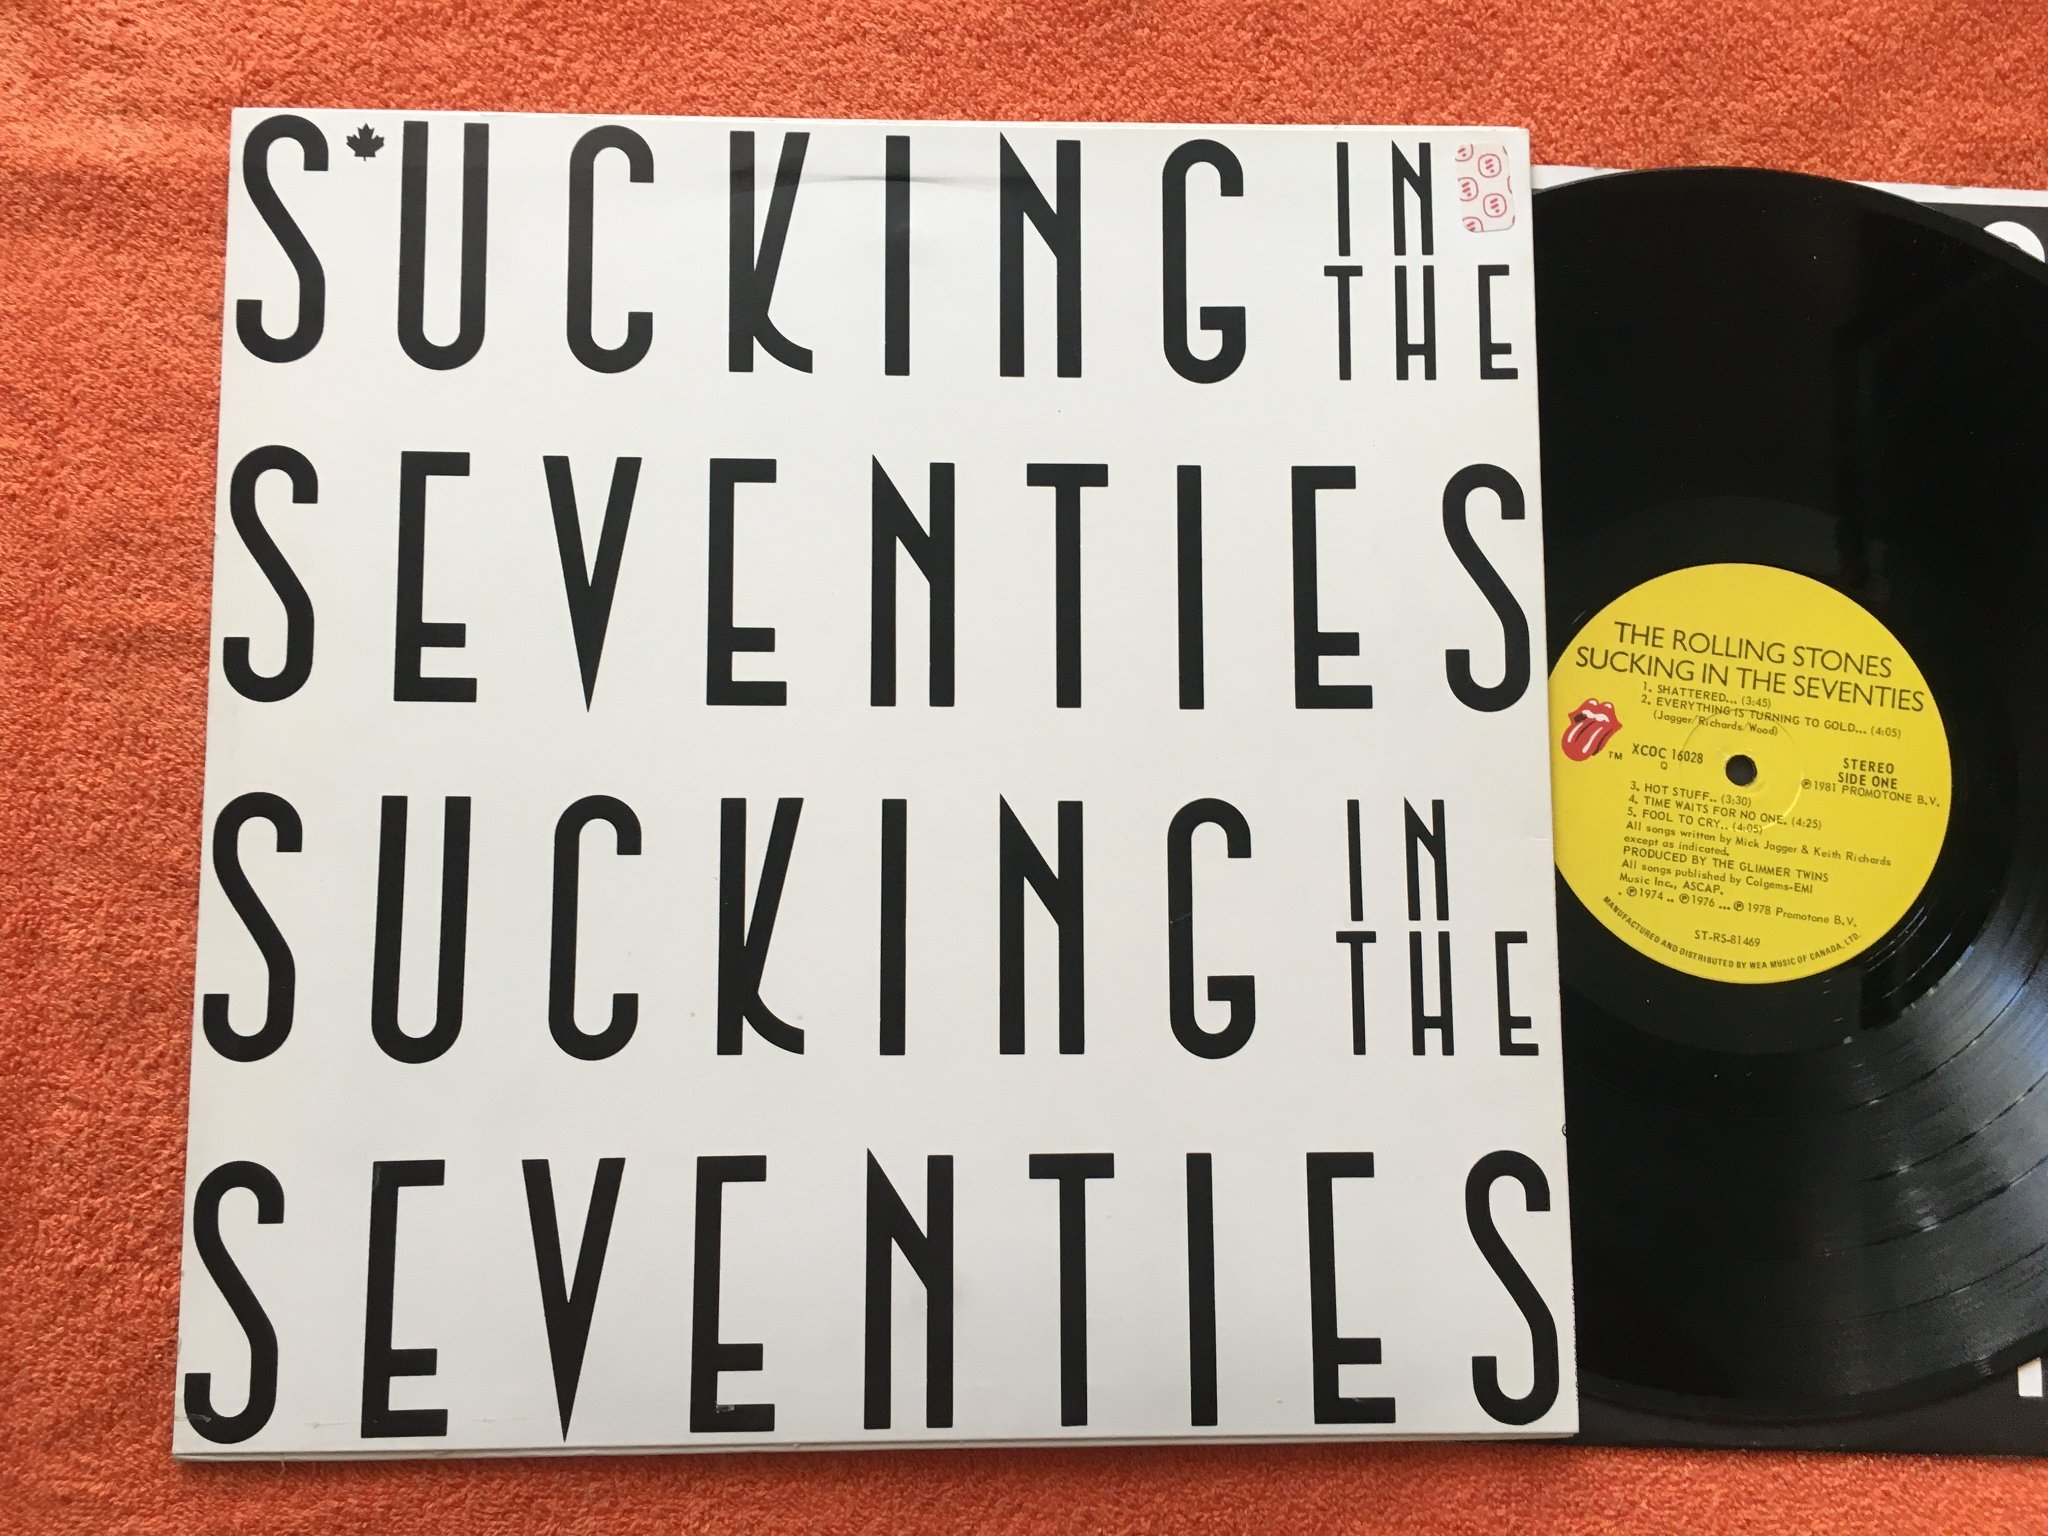 SUCKING IN THE
SEVENTIES
SUCKING IN THE
SEVENTIES
THE ROLLING STONES
SUCKING IN THE SEVENTIES
1. SHATTERED... (3:45)
2. EVERYTHING IS TURNING TO GOLD... (4:05)
(Jagger/Richards/Wood)
TM
XCOC 16028
Q
STEREO
SIDE ONE
℗1981 PROMOTONE B.V.
3. HOT STUFF.. (3:30)
4. TIME WAITS FOR NO ONE. (4:25)
5. FOOL TO CRY.. (4:05)
All songs written by Mick Jagger & Keith Richards
except as indicated.
PRODUCED BY THE GLIMMER TWINS
All songs published by Colgems-EMI
Music Inc., ASCAP.
. ℗1974 .. ℗1976 ... ℗1978 Promotone B.V.
ST-RS-81469
MANUFACTURED AND DISTRIBUTED BY WEA MUSIC OF CANADA, LTD.